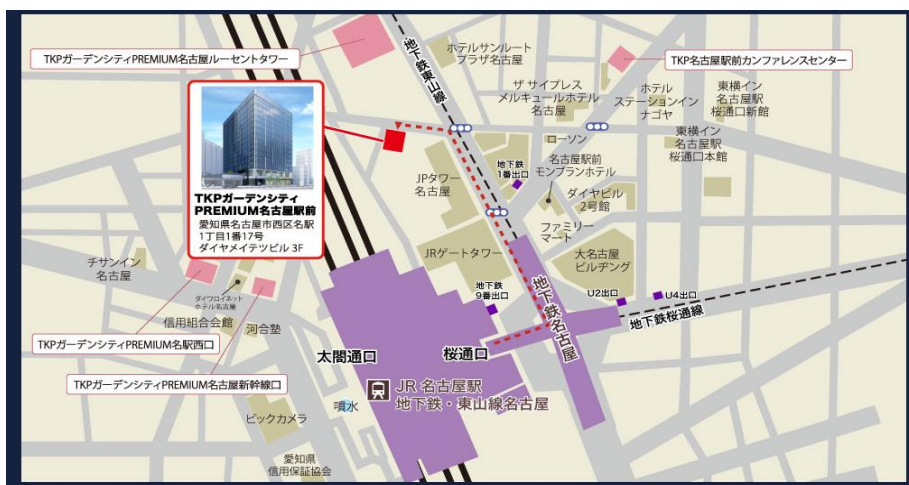 TKPガーデンシティPREMIUM名古屋ルーセントタワー
地下鉄東山線
ホテルサンルート
プラザ名古屋
TKP名古屋駅前カンファレンスセンター
ザ サイプレス
メルキュールホテル
名古屋
ホテル
ステーションイン
ナゴヤ
東横イン
名古屋駅
桜通口新館
東横イン
名古屋駅
桜通口本館
ローソン
地下鉄
1番出口
名古屋駅前
モンブランホテル
JPタワー
名古屋
ダイヤビル
2号館
TKPガーデンシティ
PREMIUM名古屋駅前
愛知県名古屋市西区名駅
1丁目1番17号
ダイヤメイテツビル 3F
ファミリー
マート
JRゲートタワー
大名古屋
ビルヂング
チサンイン
名古屋
ダイワロイネット
ホテル名古屋
地下鉄
9番出口
地下鉄名古屋
U2出口
U4出口
地下鉄桜通線
信用組合会館
河合塾
TKPガーデンシティPREMIUM名駅西口
太閤通口
桜通口
TKPガーデンシティPREMIUM名古屋新幹線口
JR 名古屋駅
地下鉄・東山線名古屋
噴水
ビックカメラ
愛知県
信用保証協会